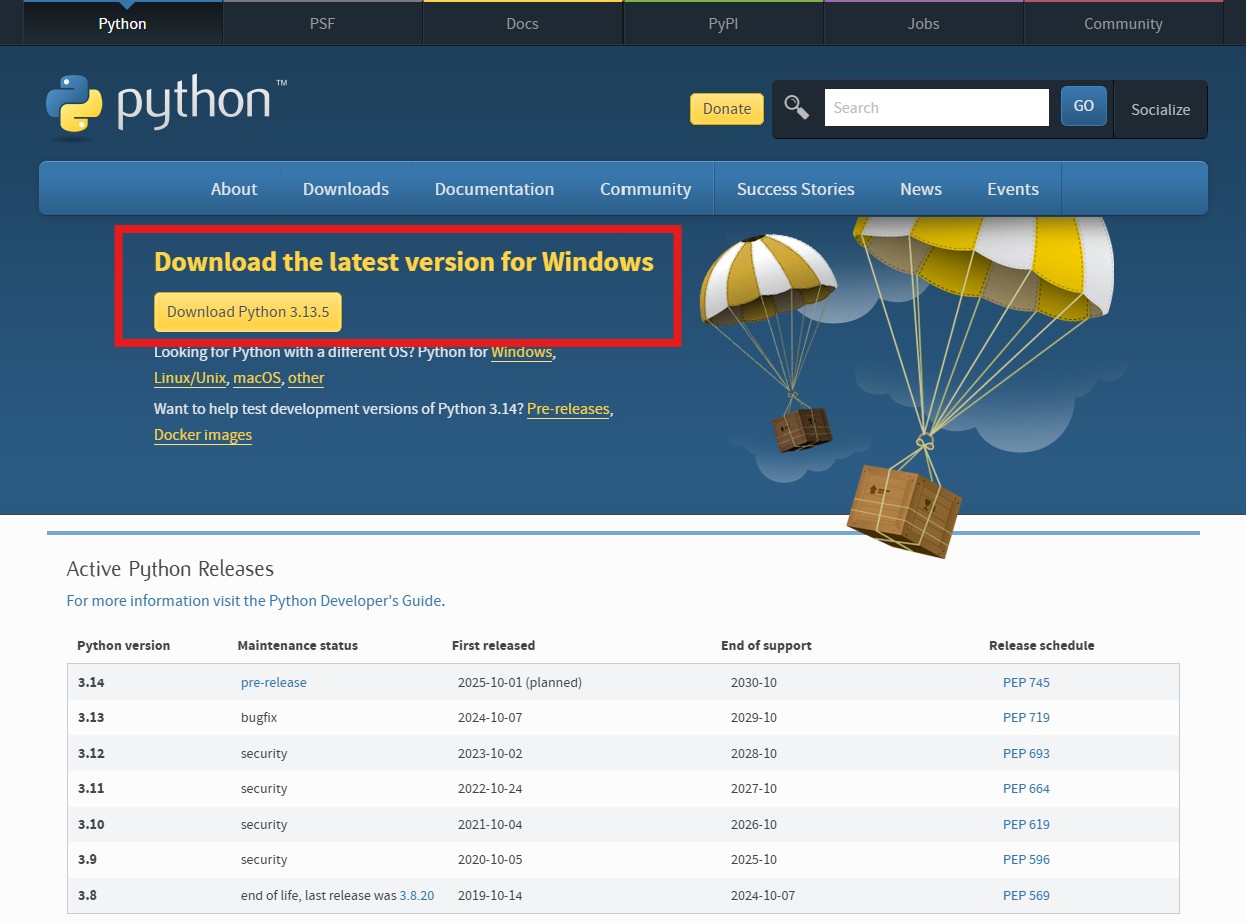 Python PSF Docs PyPI Jobs Community
python™
Donate Search GO Socialize
About Downloads Documentation Community Success Stories News Events
Download the latest version for Windows
Download Python 3.13.5
Looking for Python with a different OS? Python for Windows,
Linux/Unix, macOS, other
Want to help test development versions of Python 3.14? Pre-releases,
Docker images
Active Python Releases
For more information visit the Python Developer's Guide.
Python version Maintenance status First released End of support Release schedule
3.14 pre-release 2025-10-01 (planned) 2030-10 PEP 745
3.13 bugfix 2024-10-07 2029-10 PEP 719
3.12 security 2023-10-02 2028-10 PEP 693
3.11 security 2022-10-24 2027-10 PEP 664
3.10 security 2021-10-04 2026-10 PEP 619
3.9 security 2020-10-05 2025-10 PEP 596
3.8 end of life, last release was 3.8.20 2019-10-14 2024-10-07 PEP 569